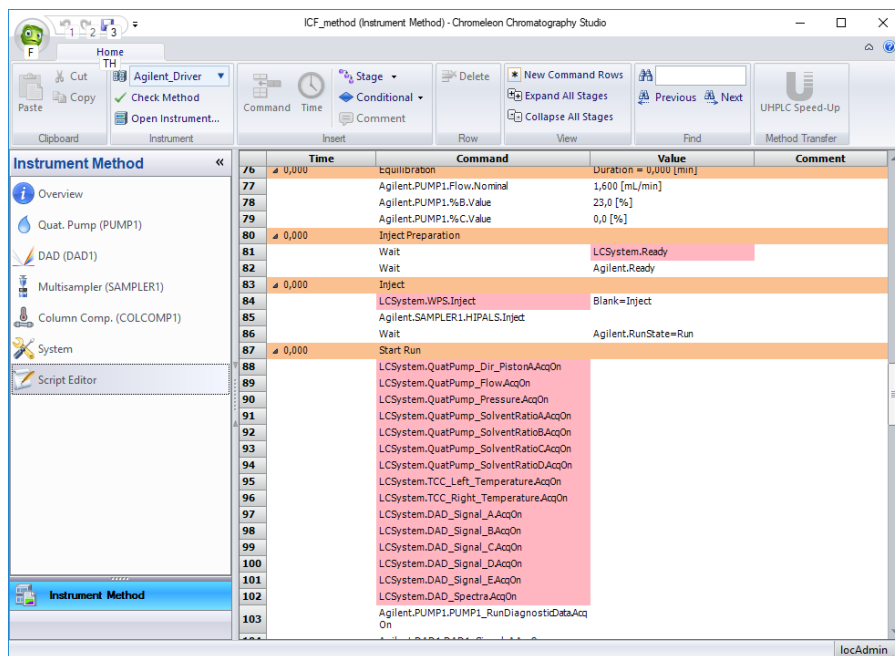 1 2 3
ICF_method (Instrument Method) - Chromeleon Chromatography Studio
F
Home
TH
Paste
Cut
Copy
Clipboard
Agilent_Driver
Check Method
Open Instrument...
Instrument
Command
Time
Stage
Conditional
Comment
Insert
Delete
Row
New Command Rows
Expand All Stages
Collapse All Stages
View
Previous
Next
Find
UHPLC Speed-Up
Method Transfer
Instrument Method
Overview
Quat. Pump (PUMP1)
DAD (DAD1)
Multisampler (SAMPLER1)
Column Comp. (COLCOMP1)
System
Script Editor
Instrument Method
Time Command Value Comment
76 0,000 Equilibration Duration = 0,000 [min]
77 Agilent.PUMP1.Flow.Nominal 1,600 [mL/min]
78 Agilent.PUMP1.%B.Value 23,0 [%]
79 Agilent.PUMP1.%C.Value 0,0 [%]
80 0,000 Inject Preparation
81 Wait LCSystem.Ready
82 Wait Agilent.Ready
83 0,000 Inject
84 LCSystem.WPS.Inject Blank=Inject
85 Agilent.SAMPLER1.HIPALS.Inject
86 Wait Agilent.RunState=Run
87 0,000 Start Run
88 LCSystem.QuatPump_Dir_PistonA.AcqOn
89 LCSystem.QuatPump_Flow.AcqOn
90 LCSystem.QuatPump_Pressure.AcqOn
91 LCSystem.QuatPump_SolventRatioA.AcqOn
92 LCSystem.QuatPump_SolventRatioB.AcqOn
93 LCSystem.QuatPump_SolventRatioC.AcqOn
94 LCSystem.QuatPump_SolventRatioD.AcqOn
95 LCSystem.TCC_Left_Temperature.AcqOn
96 LCSystem.TCC_Right_Temperature.AcqOn
97 LCSystem.DAD_Signal_A.AcqOn
98 LCSystem.DAD_Signal_B.AcqOn
99 LCSystem.DAD_Signal_C.AcqOn
100 LCSystem.DAD_Signal_D.AcqOn
101 LCSystem.DAD_Signal_E.AcqOn
102 LCSystem.DAD_Spectra.AcqOn
103 Agilent.PUMP1.PUMP1_RunDiagnosticData.Acq
On
locAdmin